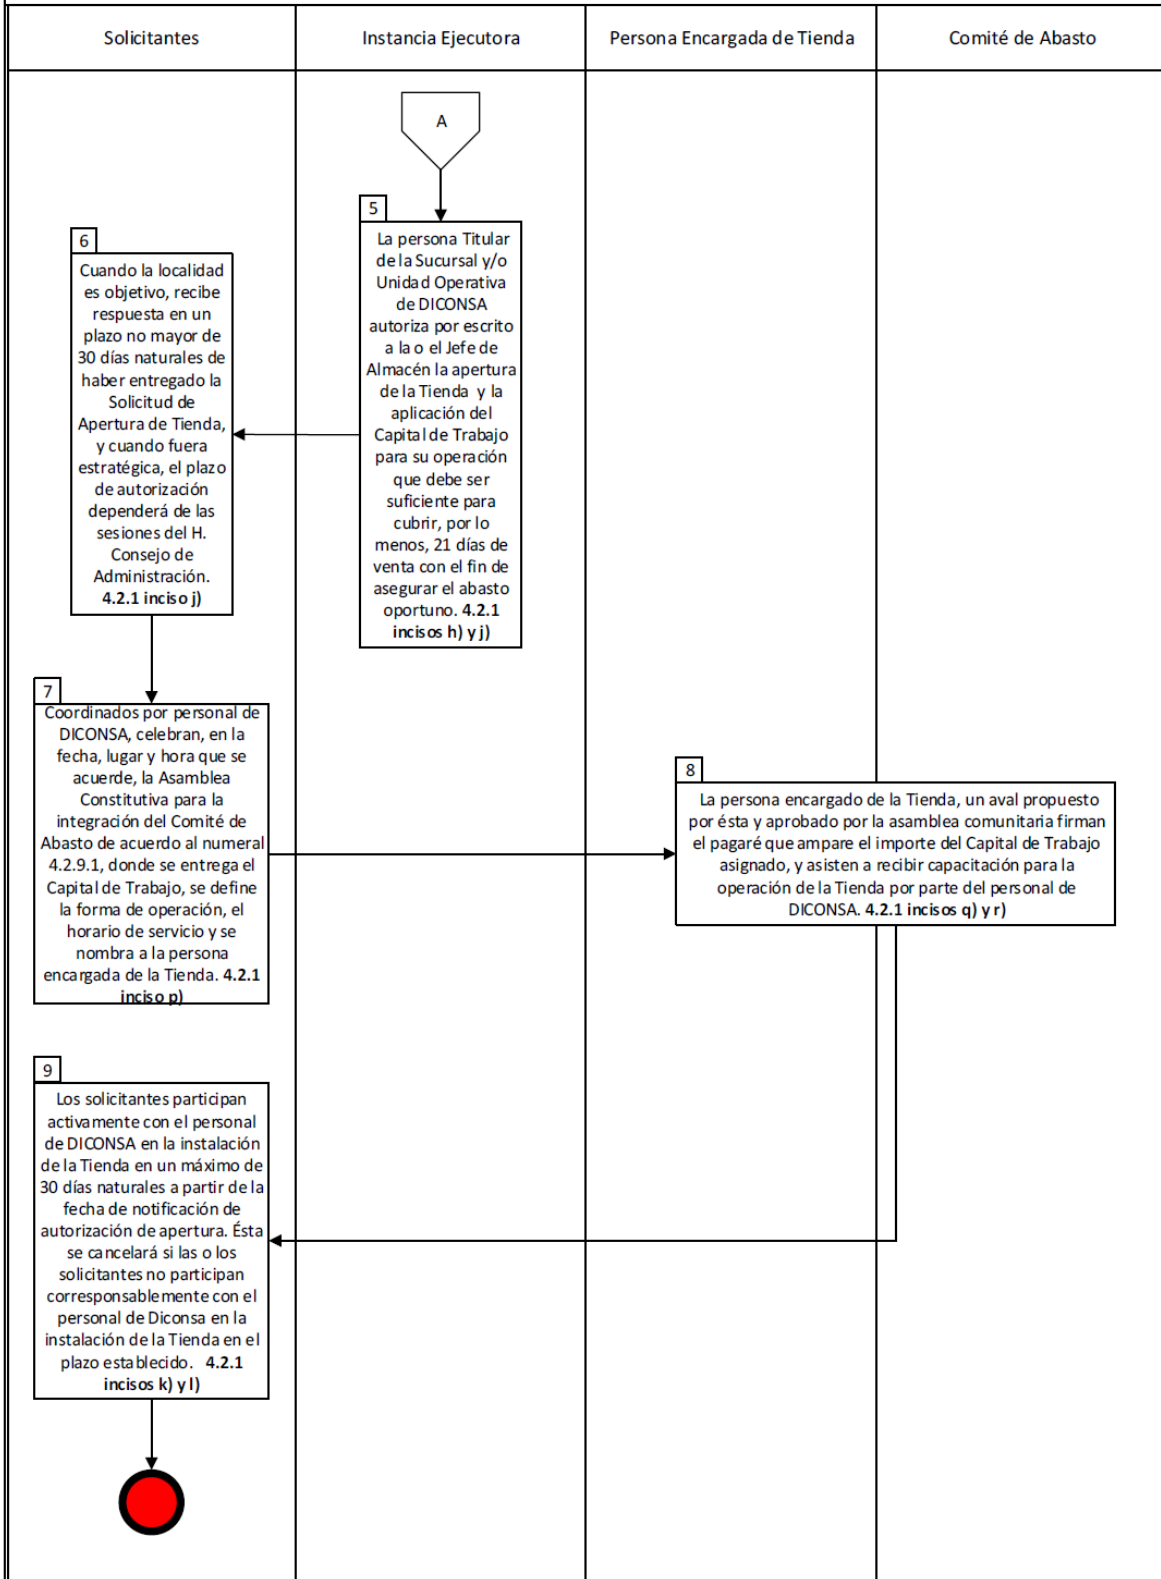 Solicitantes
Instancia Ejecutora
Persona Encargada de Tienda
Comité de Abasto
A
5
La persona Titular
de la Sucursal y/o
Unidad Operativa
de DICONSA
autoriza por escrito
a la o el Jefe de
Almacén la apertura
de la Tienda y la
aplicación del
Capital de Trabajo
para su operación
que debe ser
suficiente para
cubrir, por lo
menos, 21 días de
venta con el fin de
asegurar el abasto
oportuno. 4.2.1
incisos h) y j)
6
Cuando la localidad
es objetivo, recibe
respuesta en un
plazo no mayor de
30 días naturales de
haber entregado la
Solicitud de
Apertura de Tienda,
y cuando fuera
estratégica, el plazo
de autorización
dependerá de las
sesiones del H.
Consejo de
Administración.
4.2.1 inciso j)
7
Coordinados por personal de
DICONSA, celebran, en la
fecha, lugar y hora que se
acuerde, la Asamblea
Constitutiva para la
integración del Comité de
Abasto de acuerdo al numeral
4.2.9.1, donde se entrega el
Capital de Trabajo, se define
la forma de operación, el
horario de servicio y se
nombra a la persona
encargada de la Tienda. 4.2.1
inciso p)
8
La persona encargado de la Tienda, un aval propuesto
por ésta y aprobado por la asamblea comunitaria firman
el pagaré que ampare el importe del Capital de Trabajo
asignado, y asisten a recibir capacitación para la
operación de la Tienda por parte del personal de
DICONSA. 4.2.1 incisos q) y r)
9
Los solicitantes participan
activamente con el personal
de DICONSA en la instalación
de la Tienda en un máximo de
30 días naturales a partir de la
fecha de notificación de
autorización de apertura. Ésta
se cancelará si las o los
solicitantes no participan
corresponsablemente con el
personal de Diconsa en la
instalación de la Tienda en el
plazo establecido. 4.2.1
incisos k) y l)